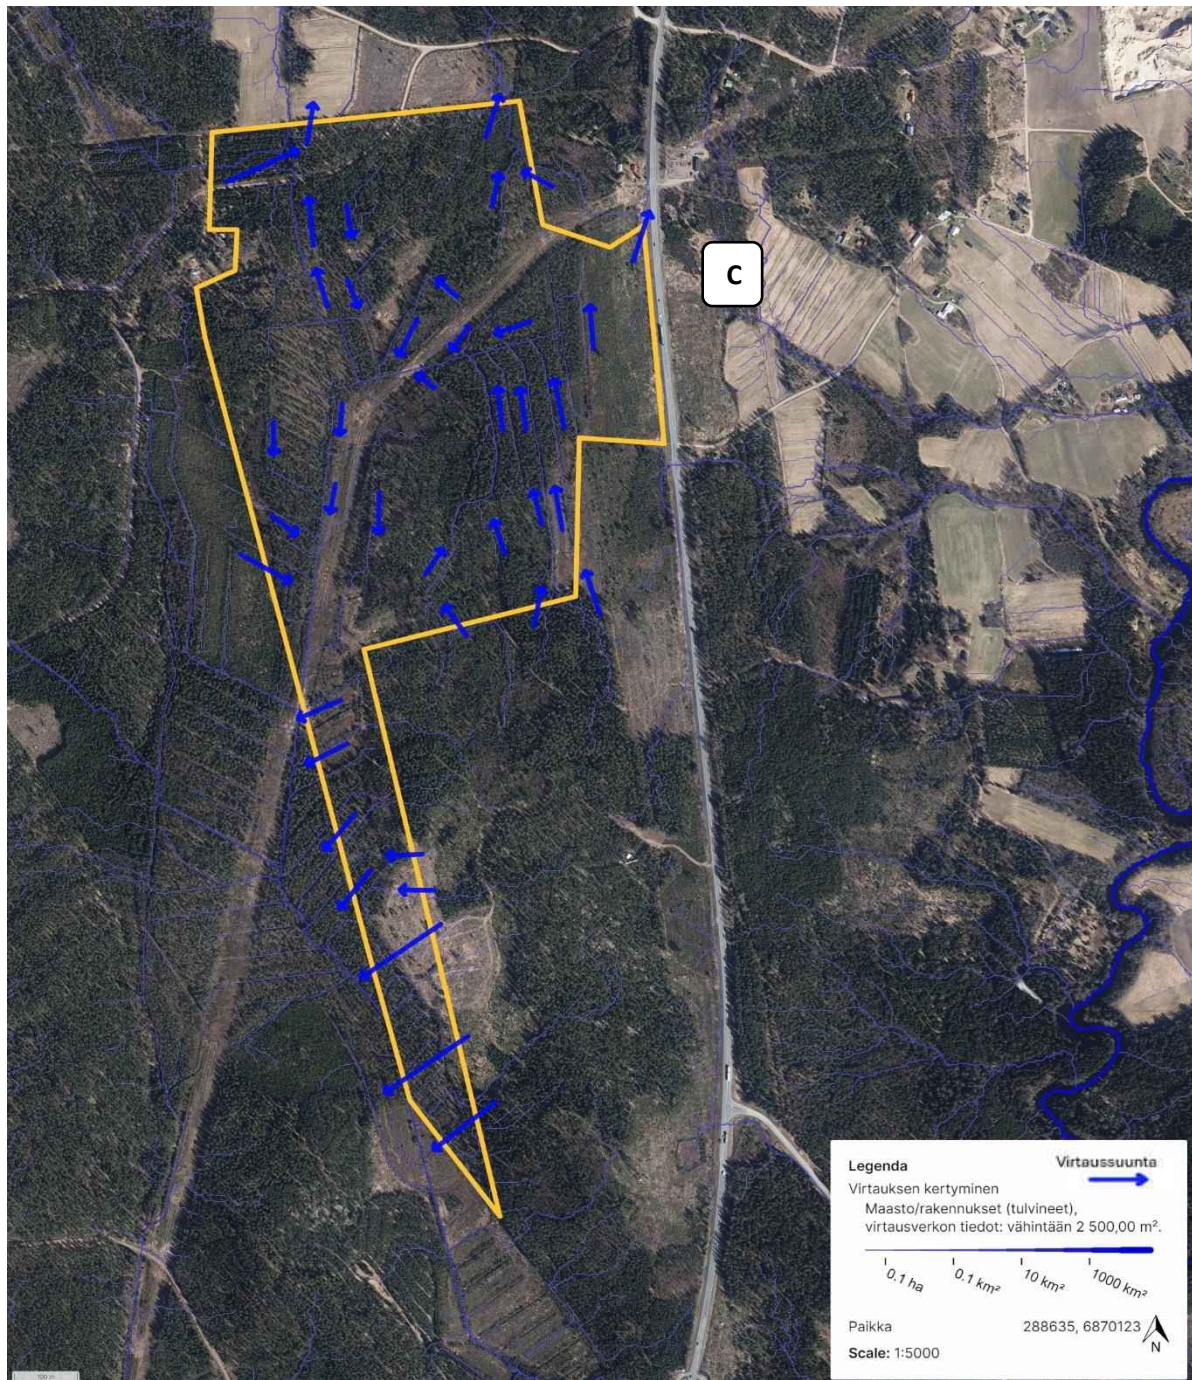 C
Legenda
Virtaussuunta
Virtauksen kertyminen
Maasto/rakennukset (tulvineet),
virtausverkon tiedot: vähintään 2 500,00 m².
0.1 ha
0.1 km²
10 km²
1000 km²
Paikka
288635, 6870123
N
Scale: 1:5000
100 m